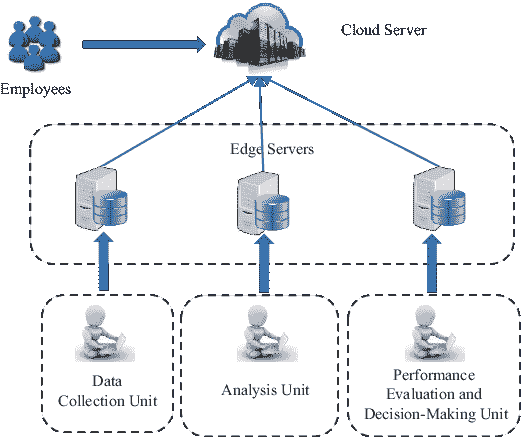 Cloud Server
Employees
Edge Servers
Data
Collection Unit
Analysis Unit
Performance
Evaluation and
Decision-Making Unit